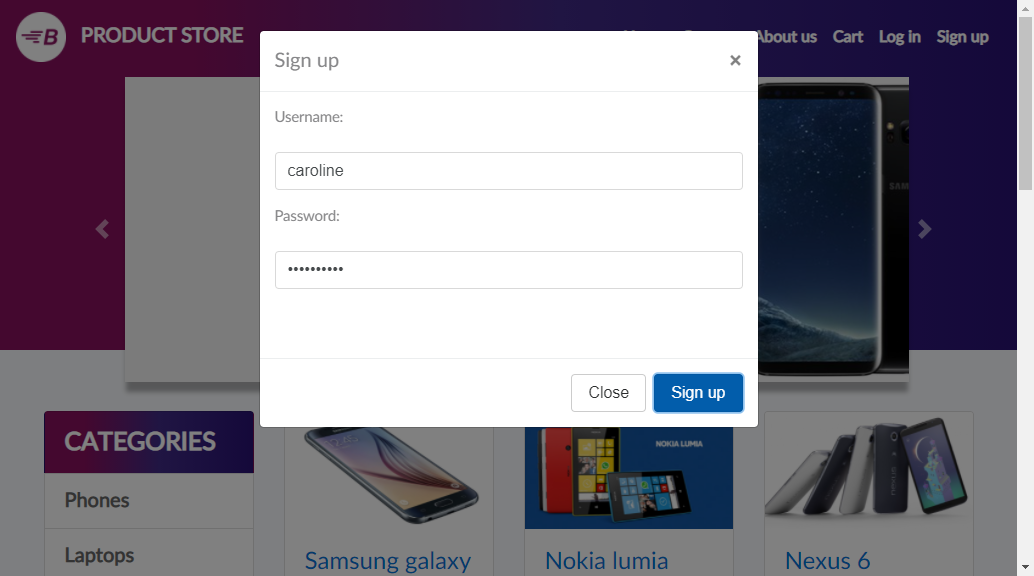 PRODUCT STORE
About us
Cart
Log in
Sign up
Sign up
×
Username:
caroline
Password:
••••••••••
Close
Sign up
CATEGORIES
Phones
Laptops
NOKIA LUMIA
Samsung galaxy
Nokia lumia
Nexus 6